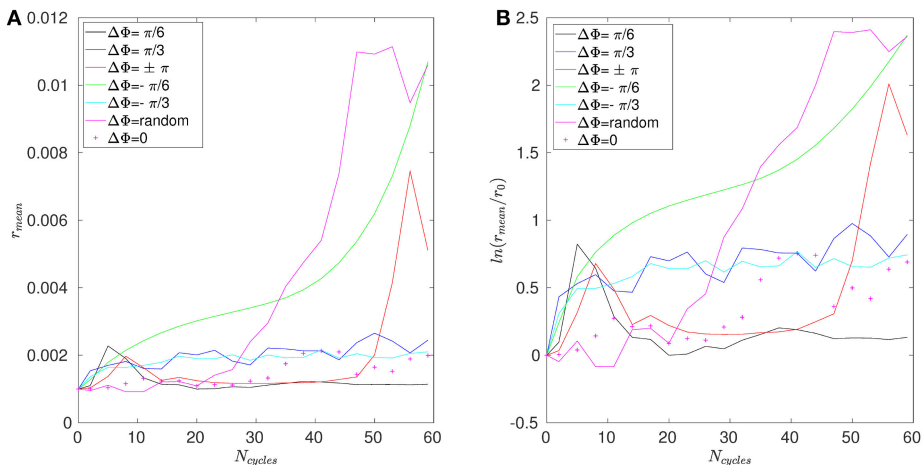 A
0.012
0.01
0.008
0.006
0.004
0.002
0
r_mean
0 10 20 30 40 50 60
N_cycles
ΔΦ= π/6
ΔΦ= π/3
ΔΦ= ± π
ΔΦ=- π/6
ΔΦ=- π/3
ΔΦ=random
ΔΦ=0
B
2.5
2
1.5
1
0.5
0
-0.5
ln(r_mean/r_0)
0 10 20 30 40 50 60
N_cycles
ΔΦ= π/6
ΔΦ= π/3
ΔΦ= ± π
ΔΦ=- π/6
ΔΦ=- π/3
ΔΦ=random
ΔΦ=0